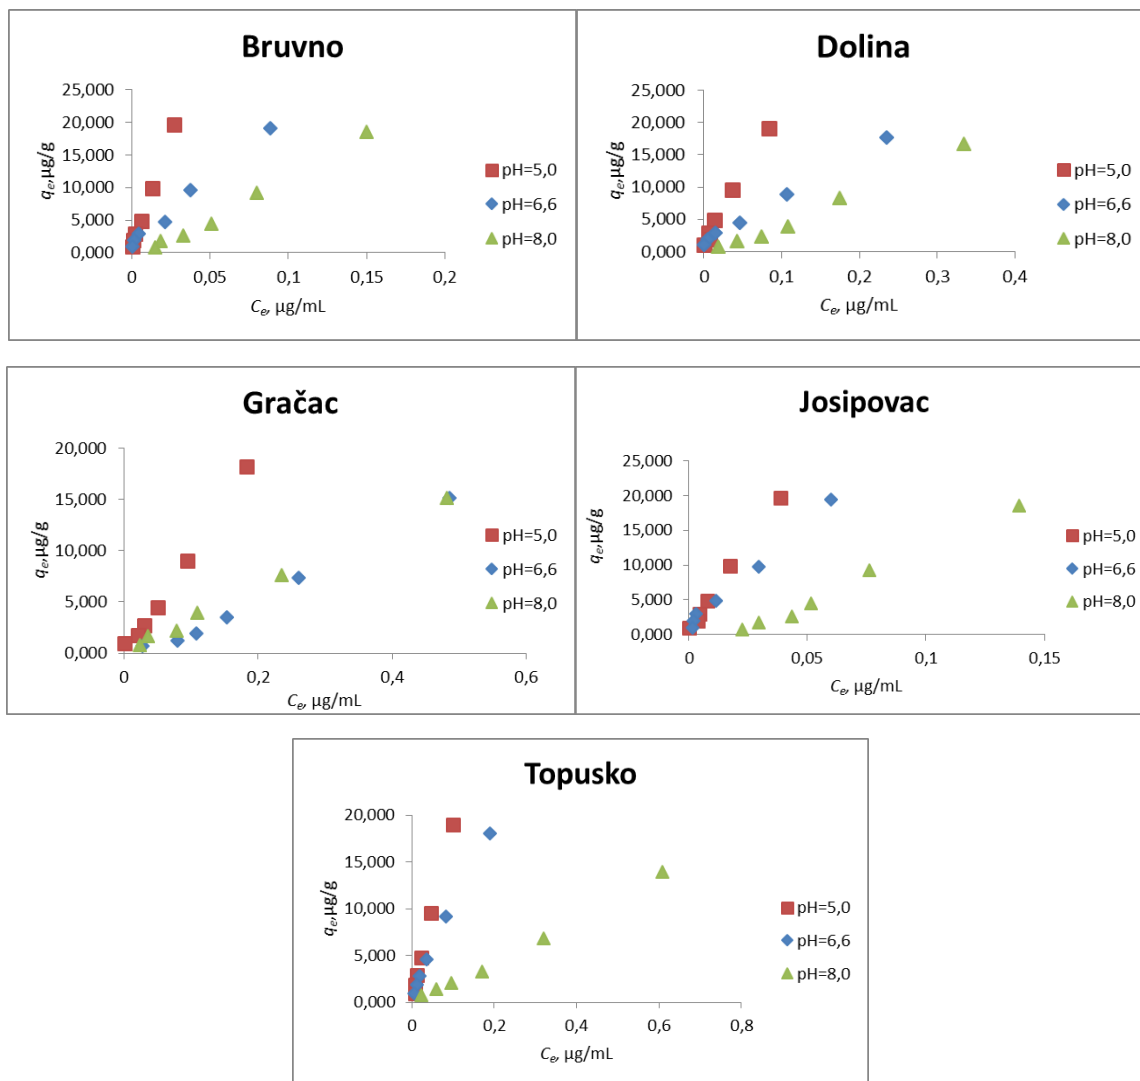 Bruvno
25,000
20,000
15,000
10,000
5,000
0,000
qe,µg/g
0 0,05 0,1 0,15 0,2
Ce, µg/mL
pH=5,0
pH=6,6
pH=8,0
Dolina
25,000
20,000
15,000
10,000
5,000
0,000
qe, µg/g
0 0,1 0,2 0,3 0,4
Ce, µg/mL
pH=5,0
pH=6,6
pH=8,0
Gračac
20,000
15,000
10,000
5,000
0,000
qe,µg/g
0 0,2 0,4 0,6
Ce, µg/mL
pH=5,0
pH=6,6
pH=8,0
Josipovac
25,000
20,000
15,000
10,000
5,000
0,000
qe,µg/g
0 0,05 0,1 0,15
Ce, µg/mL
pH=5,0
pH=6,6
pH=8,0
Topusko
20,000
15,000
10,000
5,000
0,000
qe,µg/g
0 0,2 0,4 0,6 0,8
Ce, µg/mL
pH=5,0
pH=6,6
pH=8,0